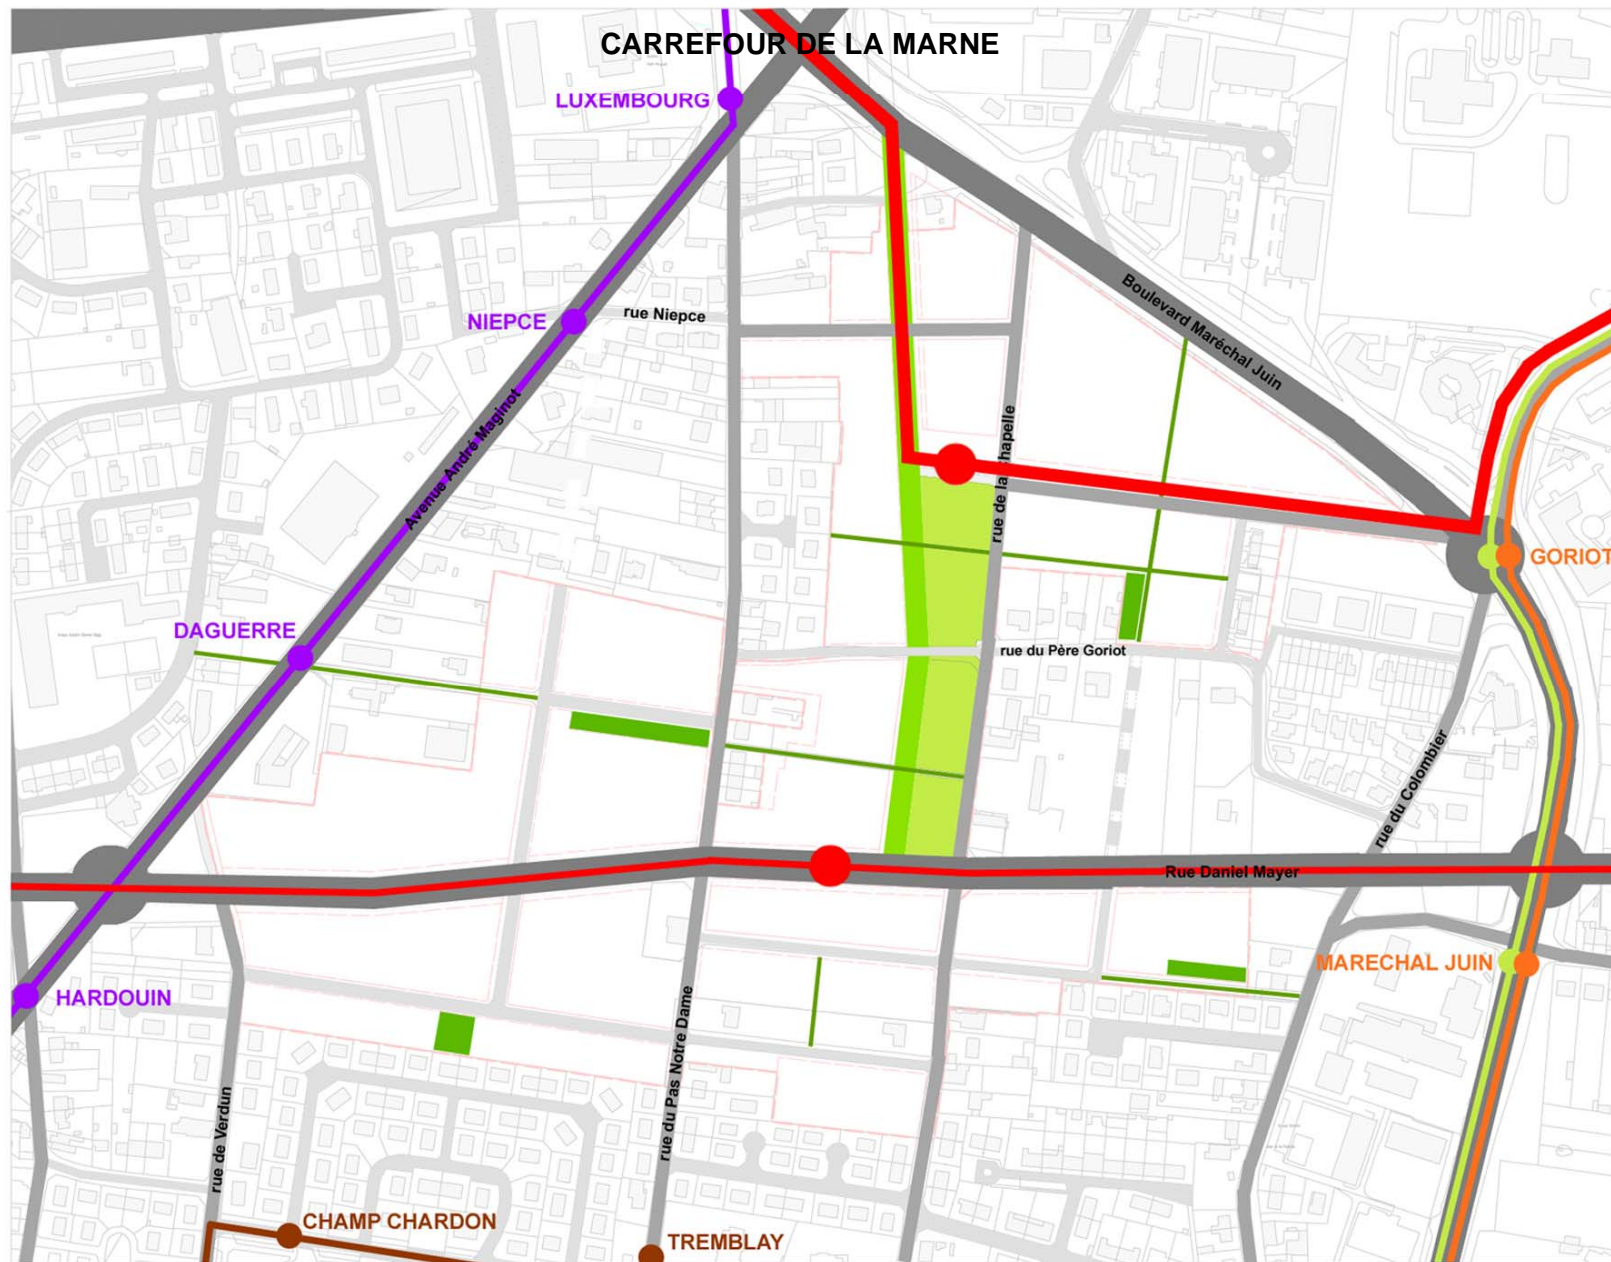 CARREFOUR DE LA MARNE
LUXEMBOURG
Boulevard Maréchal Juin
NIEPCE
rue Niepce
Avenue André Maginot
rue de la Chapelle
GORIOT
DAGUERRE
rue du Père Goriot
rue du Colombier
Rue Daniel Mayer
MARECHAL JUIN
HARDOUIN
rue du Pas Notre Dame
rue de Verdun
CHAMP CHARDON
TREMBLAY